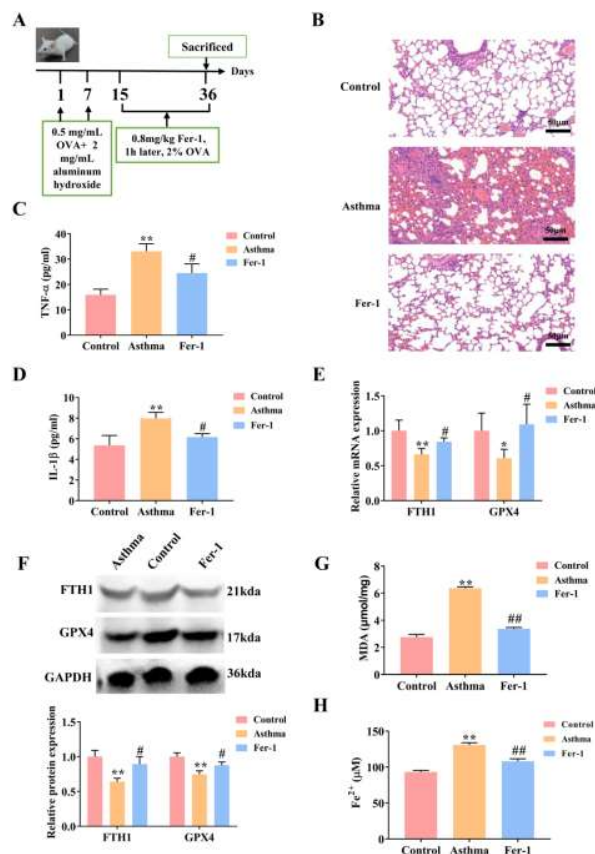 A
Sacrificed
Days
1
7
15
36
0.5 mg/mL
OVA+ 2
mg/mL
aluminum
hydroxide
0.8mg/kg Fer-1,
1h later, 2% OVA
B
Control
50μm
Asthma
50μm
Fer-1
50μm
C
TNF-α (pg/ml)
40
30
20
10
0
**
#
Control
Asthma
Fer-1
Control
Asthma
Fer-1
D
IL-1β (pg/ml)
10
8
6
4
2
0
**
#
Control
Asthma
Fer-1
Control
Asthma
Fer-1
E
Relative mRNA expression
1.5
1.0
0.5
0.0
**
#
*
#
FTH1
GPX4
Control
Asthma
Fer-1
F
Asthma
Control
Fer-1
FTH1
21kda
GPX4
17kda
GAPDH
36kda
Relative protein expression
1.5
1.0
0.5
0.0
**
#
**
#
FTH1
GPX4
Control
Asthma
Fer-1
G
MDA (μmol/mg)
8
6
4
2
0
**
##
Control
Asthma
Fer-1
Control
Asthma
Fer-1
H
Fe²⁺ (μM)
150
100
50
0
**
##
Control
Asthma
Fer-1
Control
Asthma
Fer-1